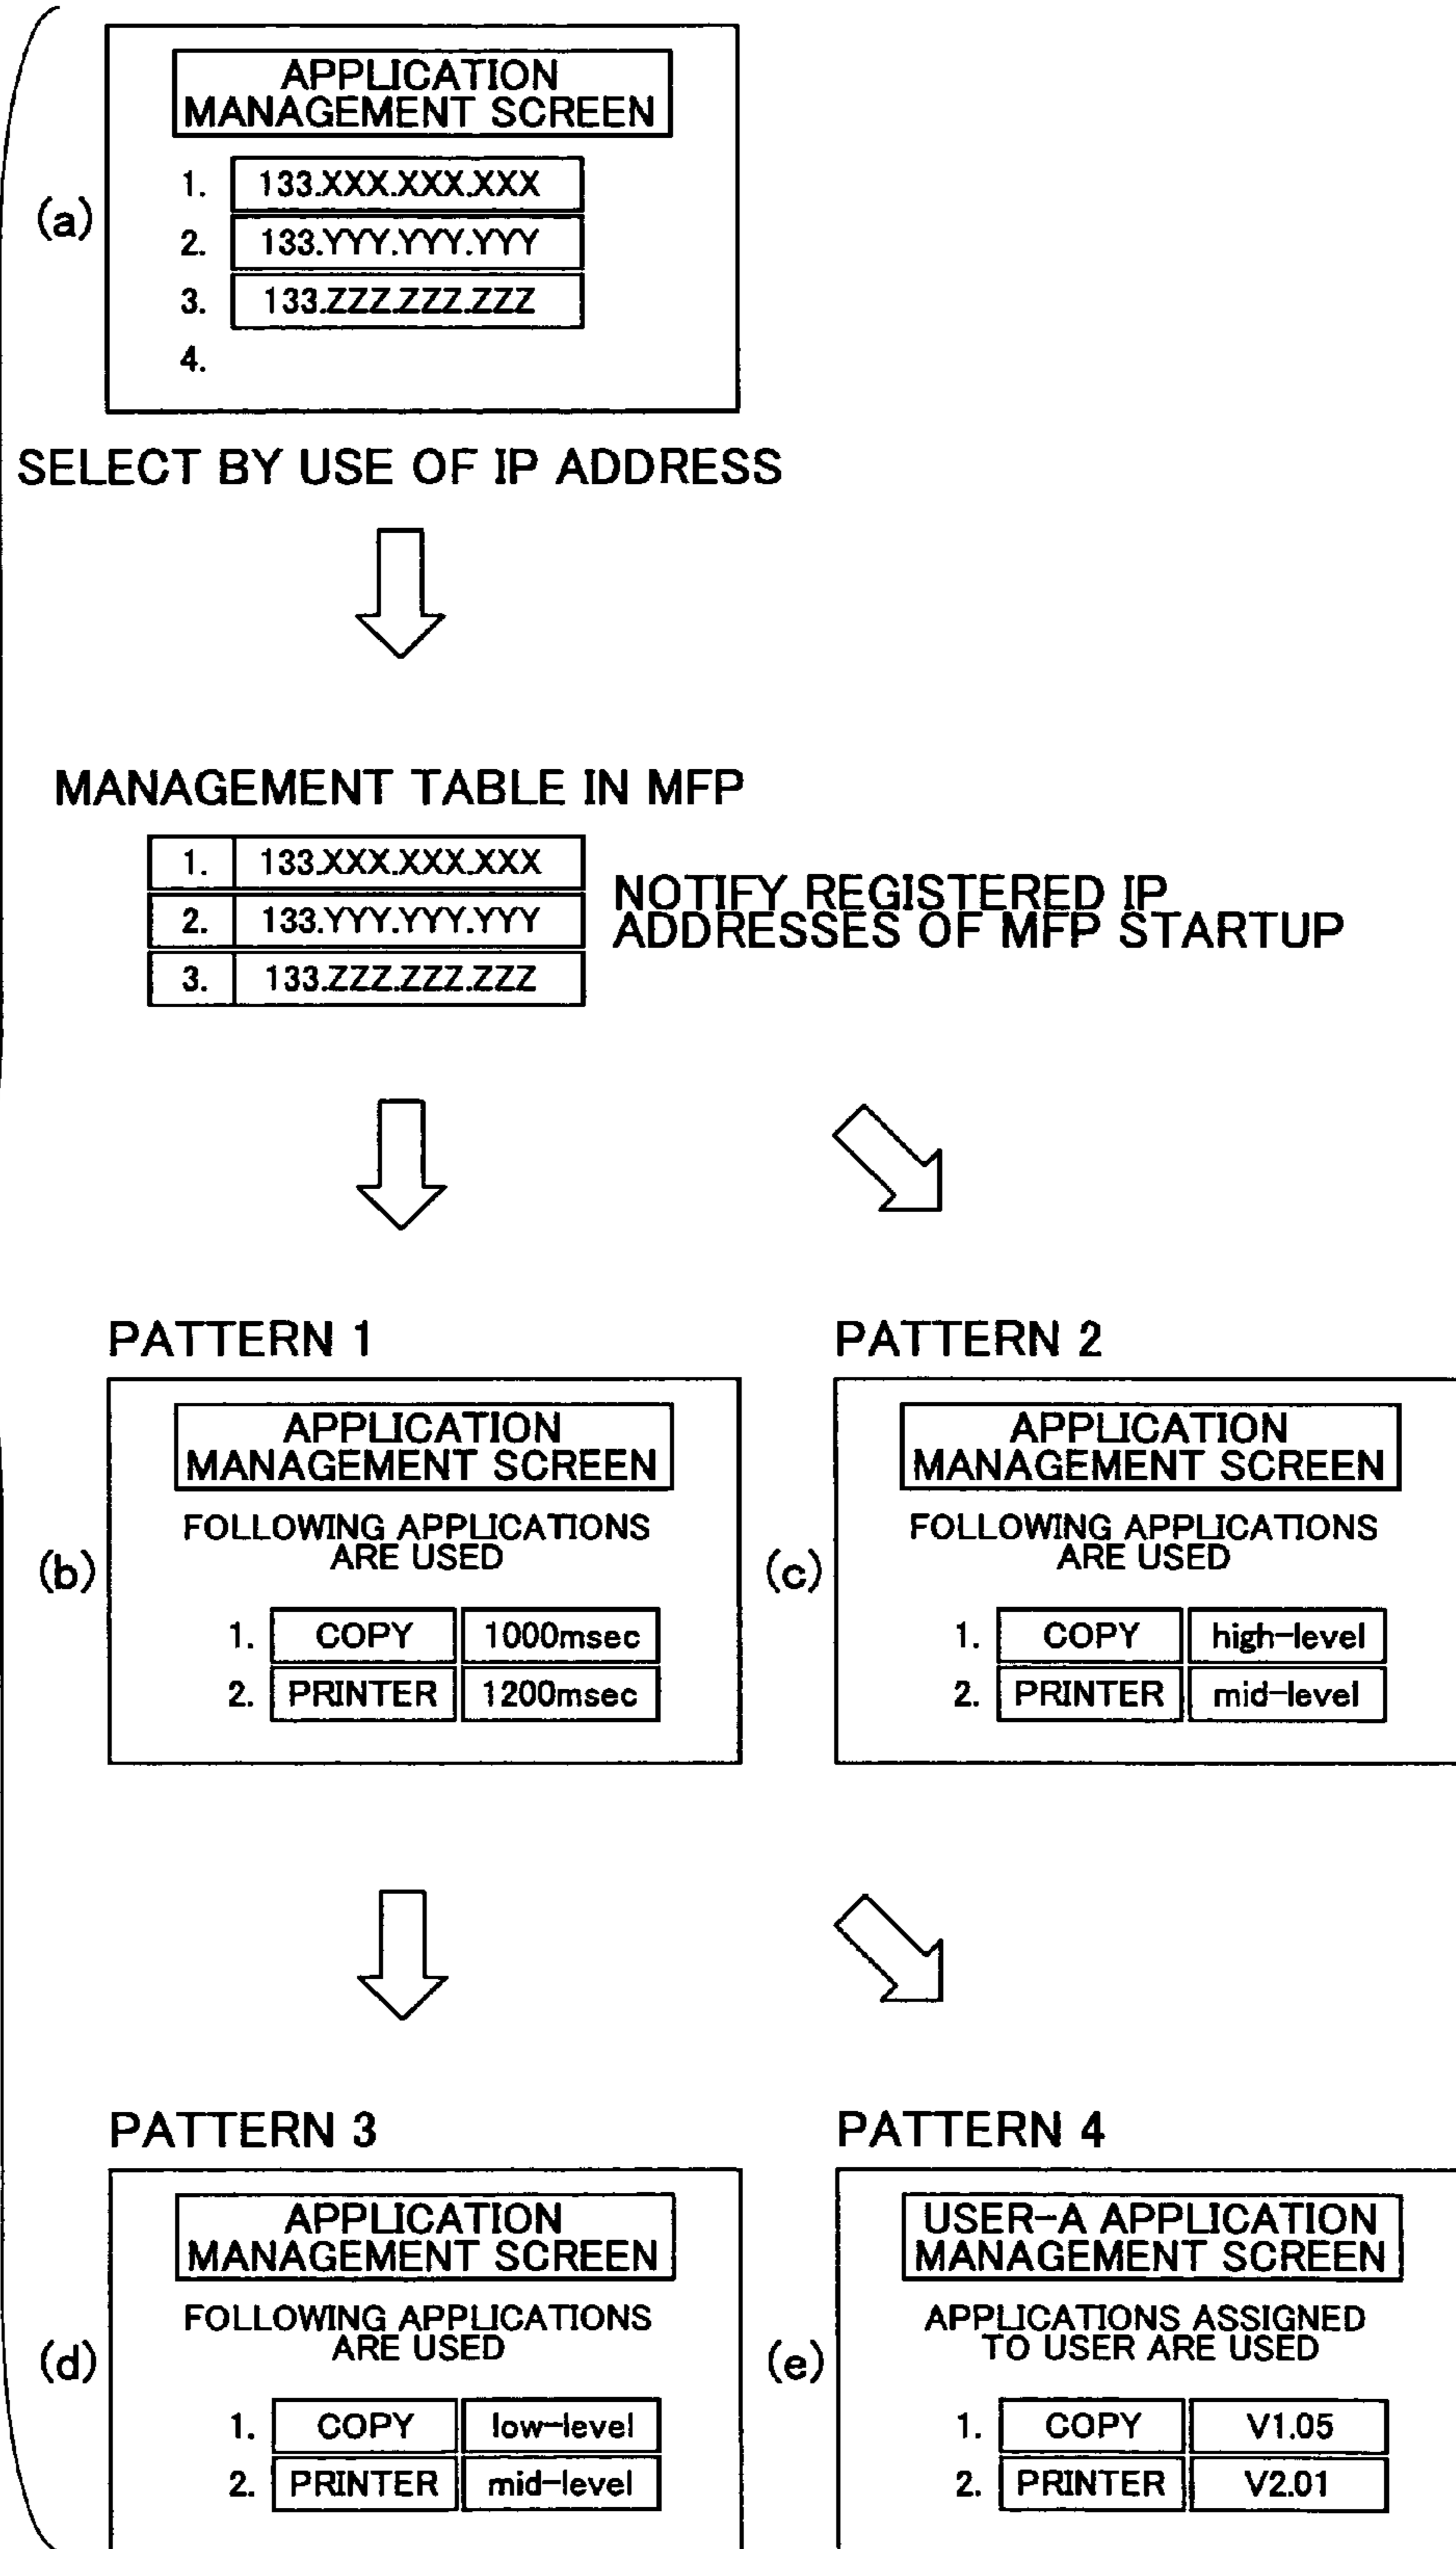 APPLICATION
MANAGEMENT SCREEN
(a)
1. 133.XXX.XXX.XXX
2. 133.YYY.YYY.YYY
3. 133.ZZZ.ZZZ.ZZZ
4.
SELECT BY USE OF IP ADDRESS
MANAGEMENT TABLE IN MFP
1. 133.XXX.XXX.XXX
2. 133.YYY.YYY.YYY
3. 133.ZZZ.ZZZ.ZZZ
NOTIFY REGISTERED IP
ADDRESSES OF MFP STARTUP
PATTERN 1
(b)
APPLICATION
MANAGEMENT SCREEN
FOLLOWING APPLICATIONS
ARE USED
1. COPY 1000msec
2. PRINTER 1200msec
PATTERN 2
(c)
APPLICATION
MANAGEMENT SCREEN
FOLLOWING APPLICATIONS
ARE USED
1. COPY high-level
2. PRINTER mid-level
PATTERN 3
(d)
APPLICATION
MANAGEMENT SCREEN
FOLLOWING APPLICATIONS
ARE USED
1. COPY low-level
2. PRINTER mid-level
PATTERN 4
(e)
USER-A APPLICATION
MANAGEMENT SCREEN
APPLICATIONS ASSIGNED
TO USER ARE USED
1. COPY V1.05
2. PRINTER V2.01